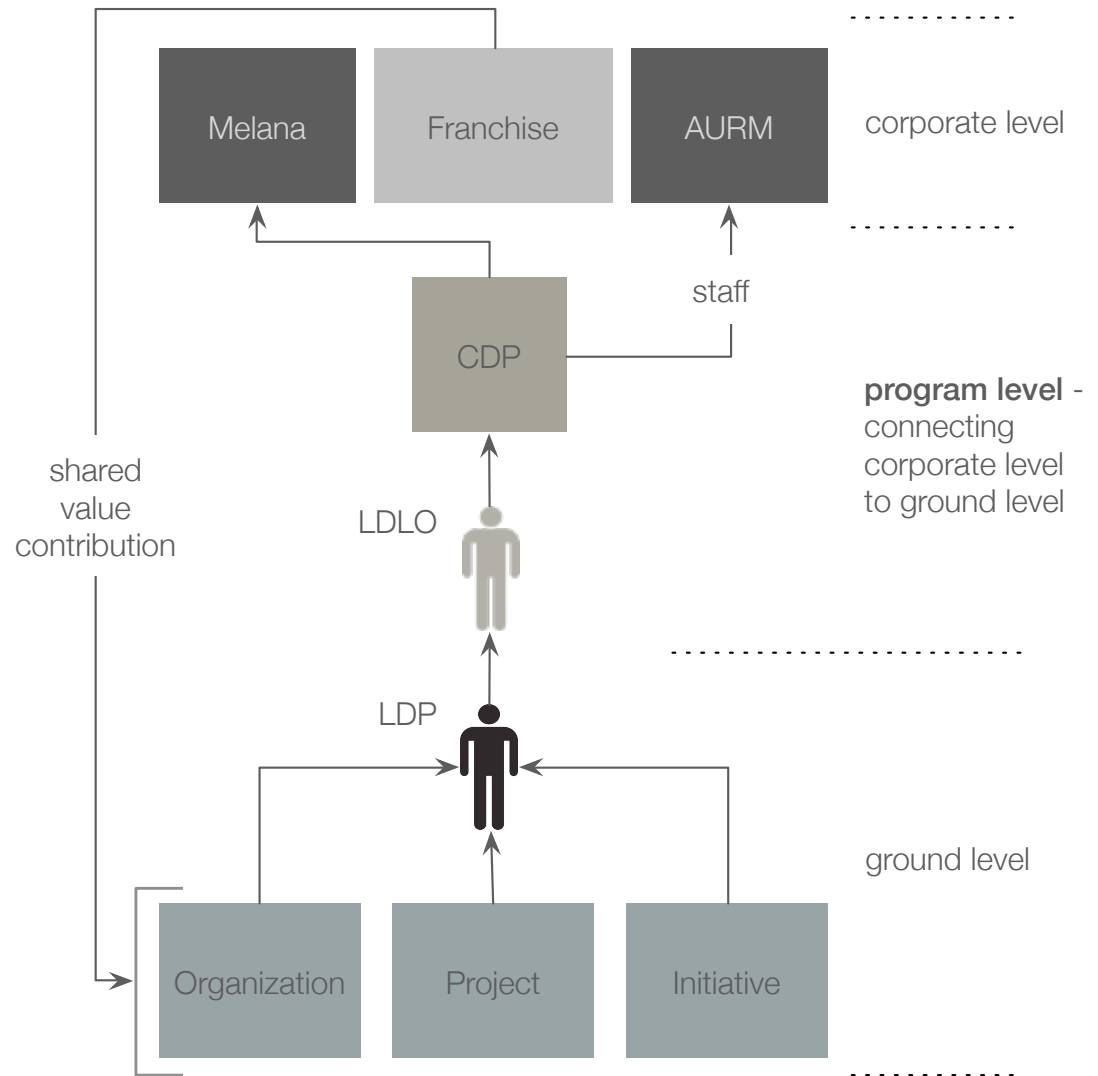 Melana
Franchise
AURM
corporate level
staff
CDP
program level -
connecting
corporate level
to ground level
shared
value
contribution
LDLO
LDP
ground level
Organization
Project
Initiative